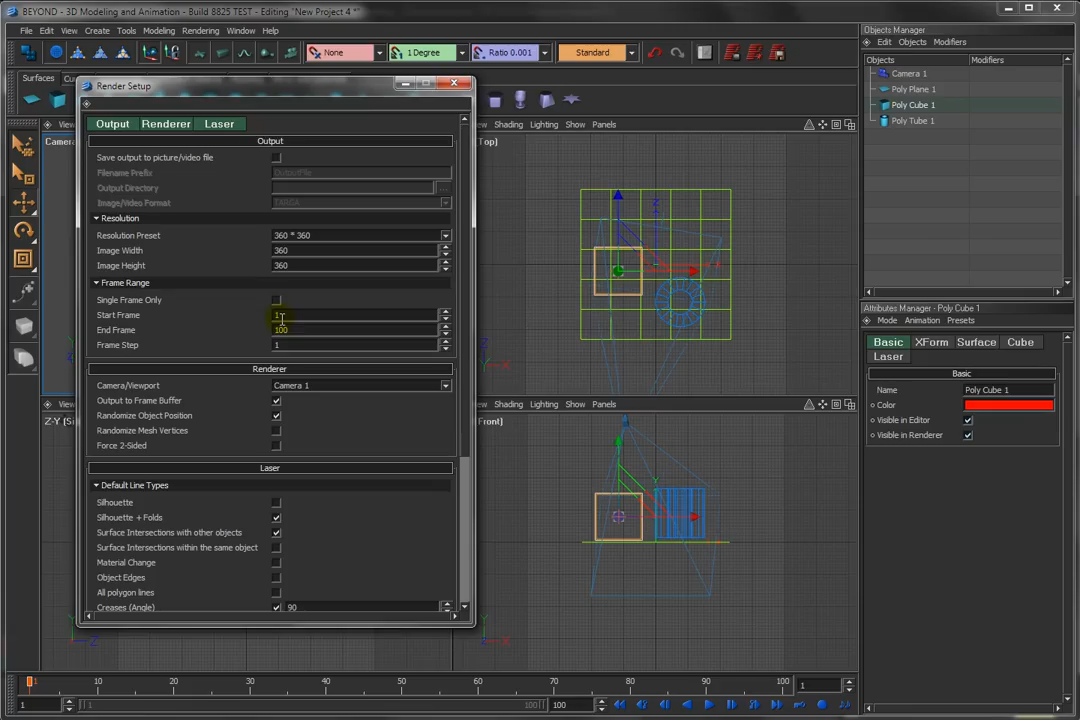 BEYOND - 3D Modeling and Animation - Build 8825 TEST - Editing "New Project 4 *"
File Edit View Create Tools Modeling Rendering Window Help
None 1 Degree Ratio 0.001 Standard
Surfaces
Render Setup
Output Renderer Laser
Output
Save output to picture/video file
Filename Prefix OutputFile
Output Directory ...
Image/Video Format TARGA
Resolution
Resolution Preset 360 * 360
Image Width 360
Image Height 360
Frame Range
Single Frame Only
Start Frame 1
End Frame 100
Frame Step 1
Renderer
Camera/Viewport Camera 1
Output to Frame Buffer
Randomize Object Position
Randomize Mesh Vertices
Force 2-Sided
Laser
Default Line Types
Silhouette
Silhouette + Folds
Surface Intersections with other objects
Surface Intersections within the same object
Material Change
Object Edges
All polygon lines
Creases (Angle) 90
Shading Lighting Show Panels
Top]
Z
X
Shading Lighting Show Panels
Front]
Y
X
Z
X
Objects Manager
Edit Objects Modifiers
Objects Modifiers
Camera 1
Poly Plane 1
Poly Cube 1
Poly Tube 1
Attributes Manager - Poly Cube 1
Mode Animation Presets
Basic XForm Surface Cube
Laser
Basic
Name Poly Cube 1
Color
Visible in Editor
Visible in Renderer
1 10 20 30 40 50 60 70 80 90 100 1
1 1 100 100